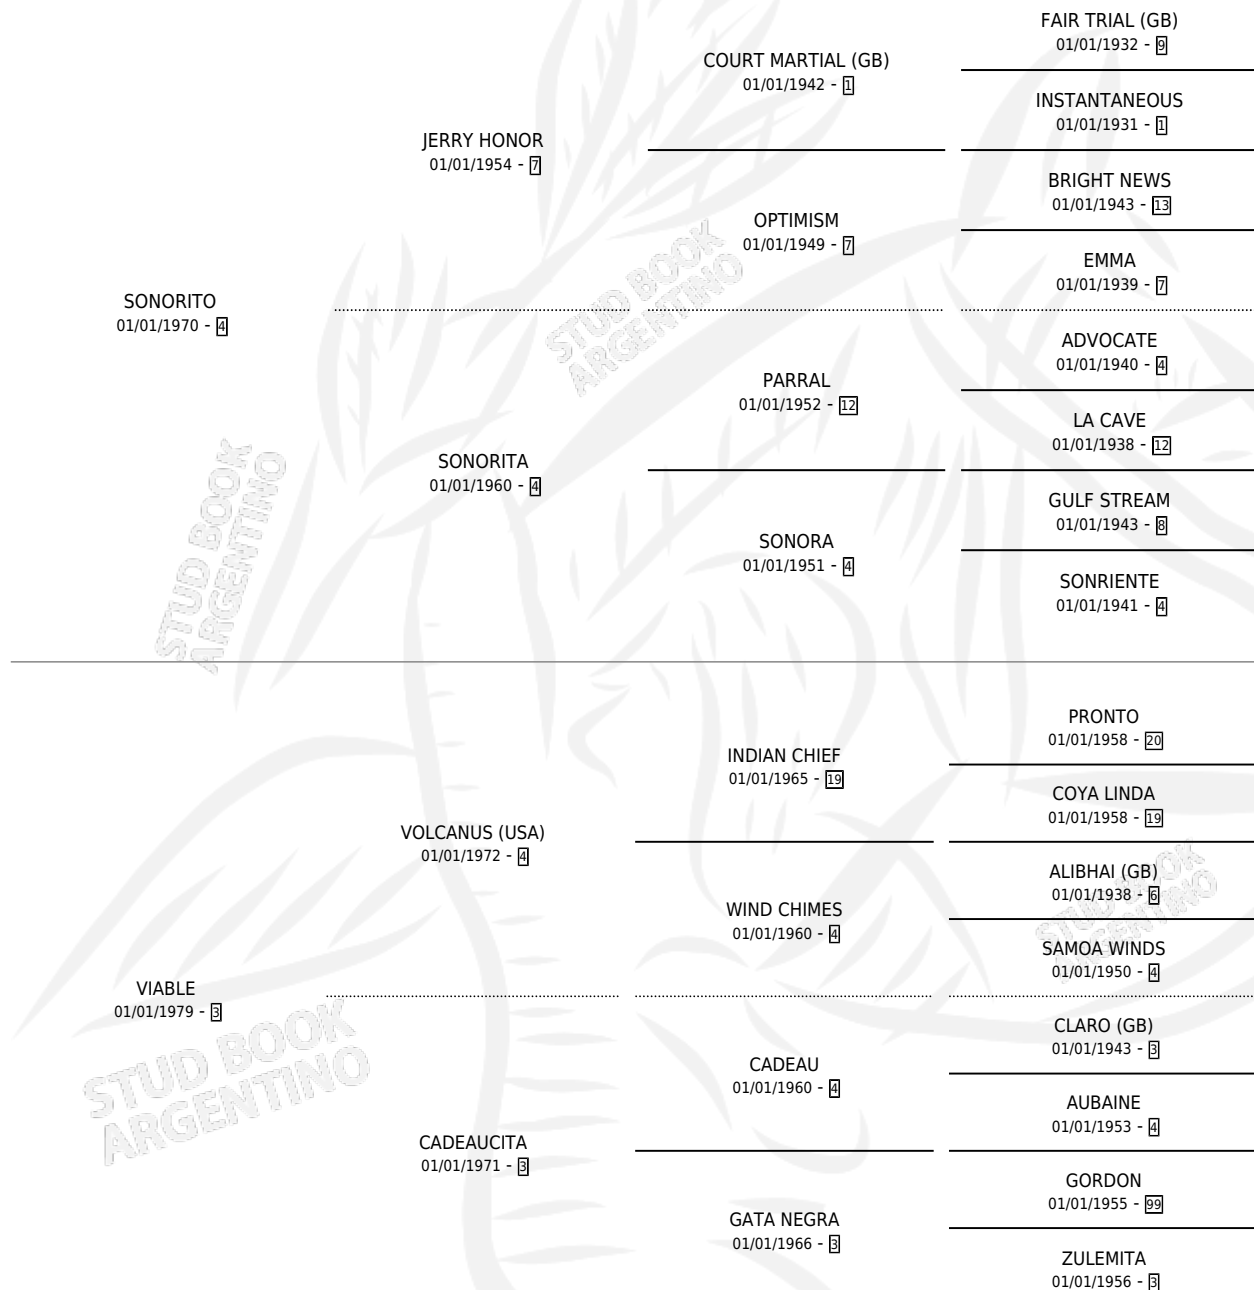 FAIR TRIAL (GB)
01/01/1932 - 9
COURT MARTIAL (GB)
01/01/1942 - 1
INSTANTANEOUS
01/01/1931 - 1
JERRY HONOR
01/01/1954 - 7
BRIGHT NEWS
01/01/1943 - 13
OPTIMISM
01/01/1949 - 7
EMMA
01/01/1939 - 7
SONORITO
01/01/1970 - 4
ADVOCATE
01/01/1940 - 4
PARRAL
01/01/1952 - 12
LA CAVE
01/01/1938 - 12
SONORITA
01/01/1960 - 4
GULF STREAM
01/01/1943 - 8
SONORA
01/01/1951 - 4
SONRIENTE
01/01/1941 - 4
STUD BOOK
ARGENTINO
STUD BOOK
ARGENTINO
PRONTO
01/01/1958 - 20
INDIAN CHIEF
01/01/1965 - 19
COYA LINDA
01/01/1958 - 19
VOLCANUS (USA)
01/01/1972 - 4
ALIBHAI (GB)
01/01/1938 - 6
WIND CHIMES
01/01/1960 - 4
SAMOA WINDS
01/01/1950 - 4
STUD BOOK
ARGENTINO
VIABLE
01/01/1979 - 3
CLARO (GB)
01/01/1943 - 3
CADEAU
01/01/1960 - 4
AUBAINE
01/01/1953 - 4
CADEAUCITA
01/01/1971 - 3
GORDON
01/01/1955 - 99
GATA NEGRA
01/01/1966 - 3
ZULEMITA
01/01/1956 - 3
STUD BOOK
ARGENTINO